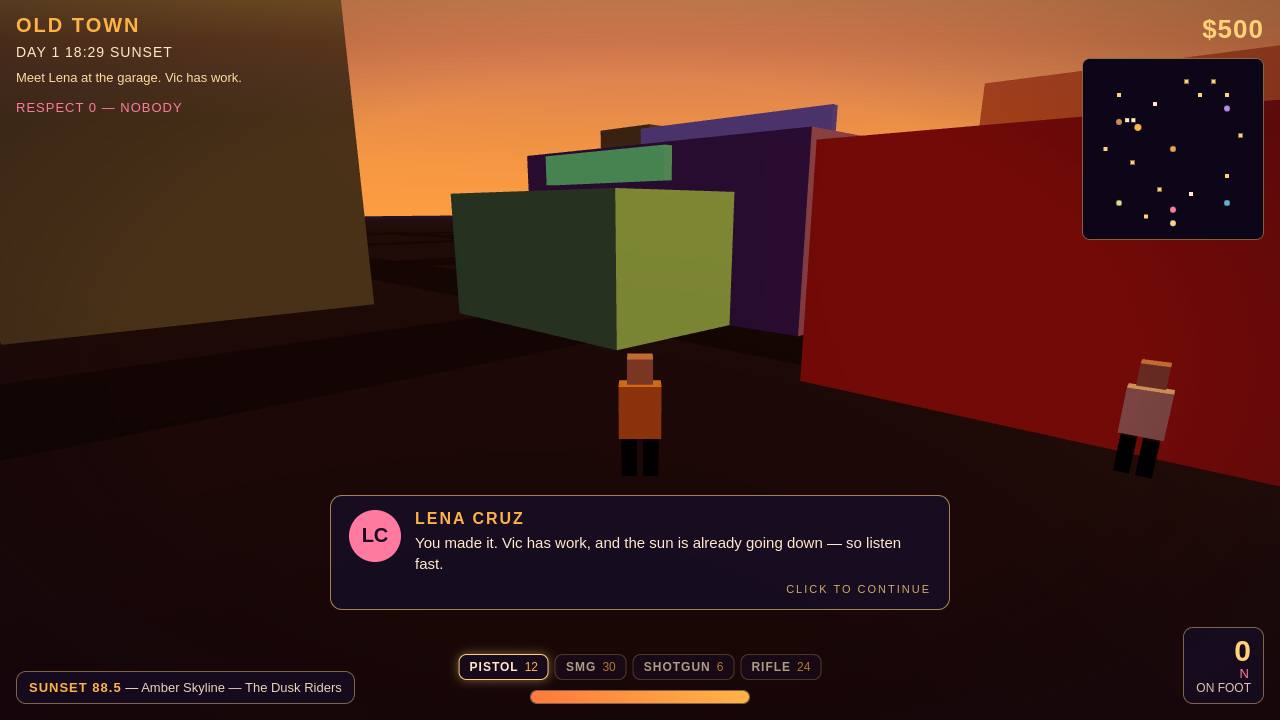 OLD TOWN
DAY 1 18:29 SUNSET
Meet Lena at the garage. Vic has work.
RESPECT 0 — NOBODY
$500
LC
LENA CRUZ
You made it. Vic has work, and the sun is already going down — so listen
fast.
CLICK TO CONTINUE
PISTOL 12 SMG 30 SHOTGUN 6 RIFLE 24
SUNSET 88.5 — Amber Skyline — The Dusk Riders
0
N
ON FOOT